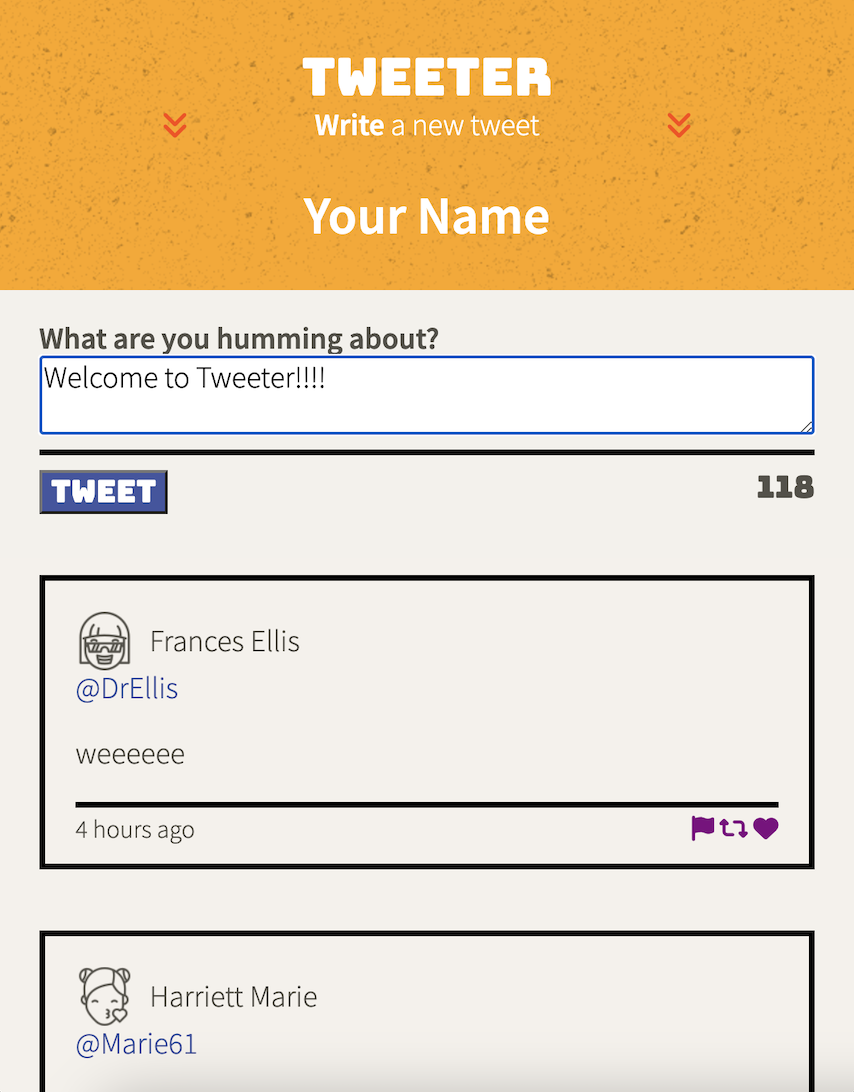 TWEETER
Write a new tweet
Your Name
What are you humming about?
Welcome to Tweeter!!!!
TWEET
118
Frances Ellis
@DrEllis
weeeeee
4 hours ago
Harriett Marie
@Marie61